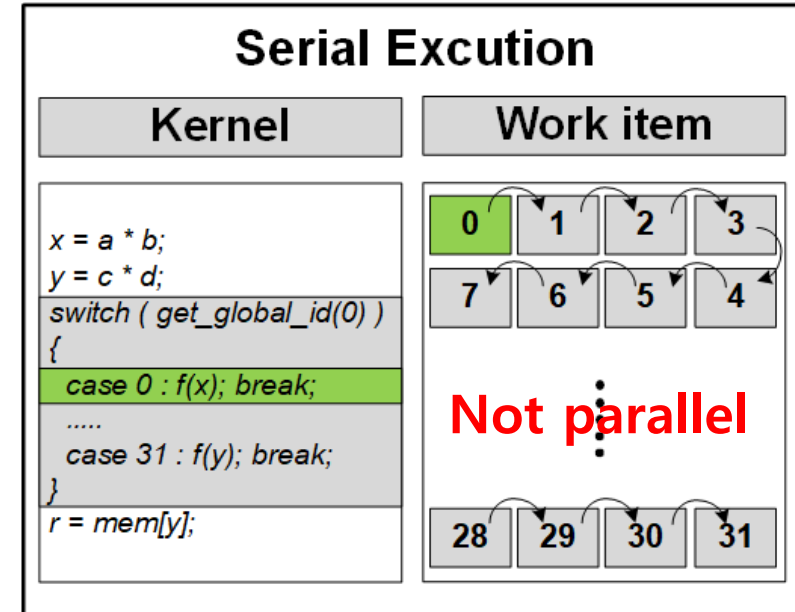 Serial Excution
Kernel
Work item
x = a * b;
y = c * d;
switch ( get_global_id(0) )
{
case 0 : f(x); break;
.....
case 31 : f(y); break;
}
r = mem[y];
0 1 2 3
7 6 5 4
Not parallel
28 29 30 31